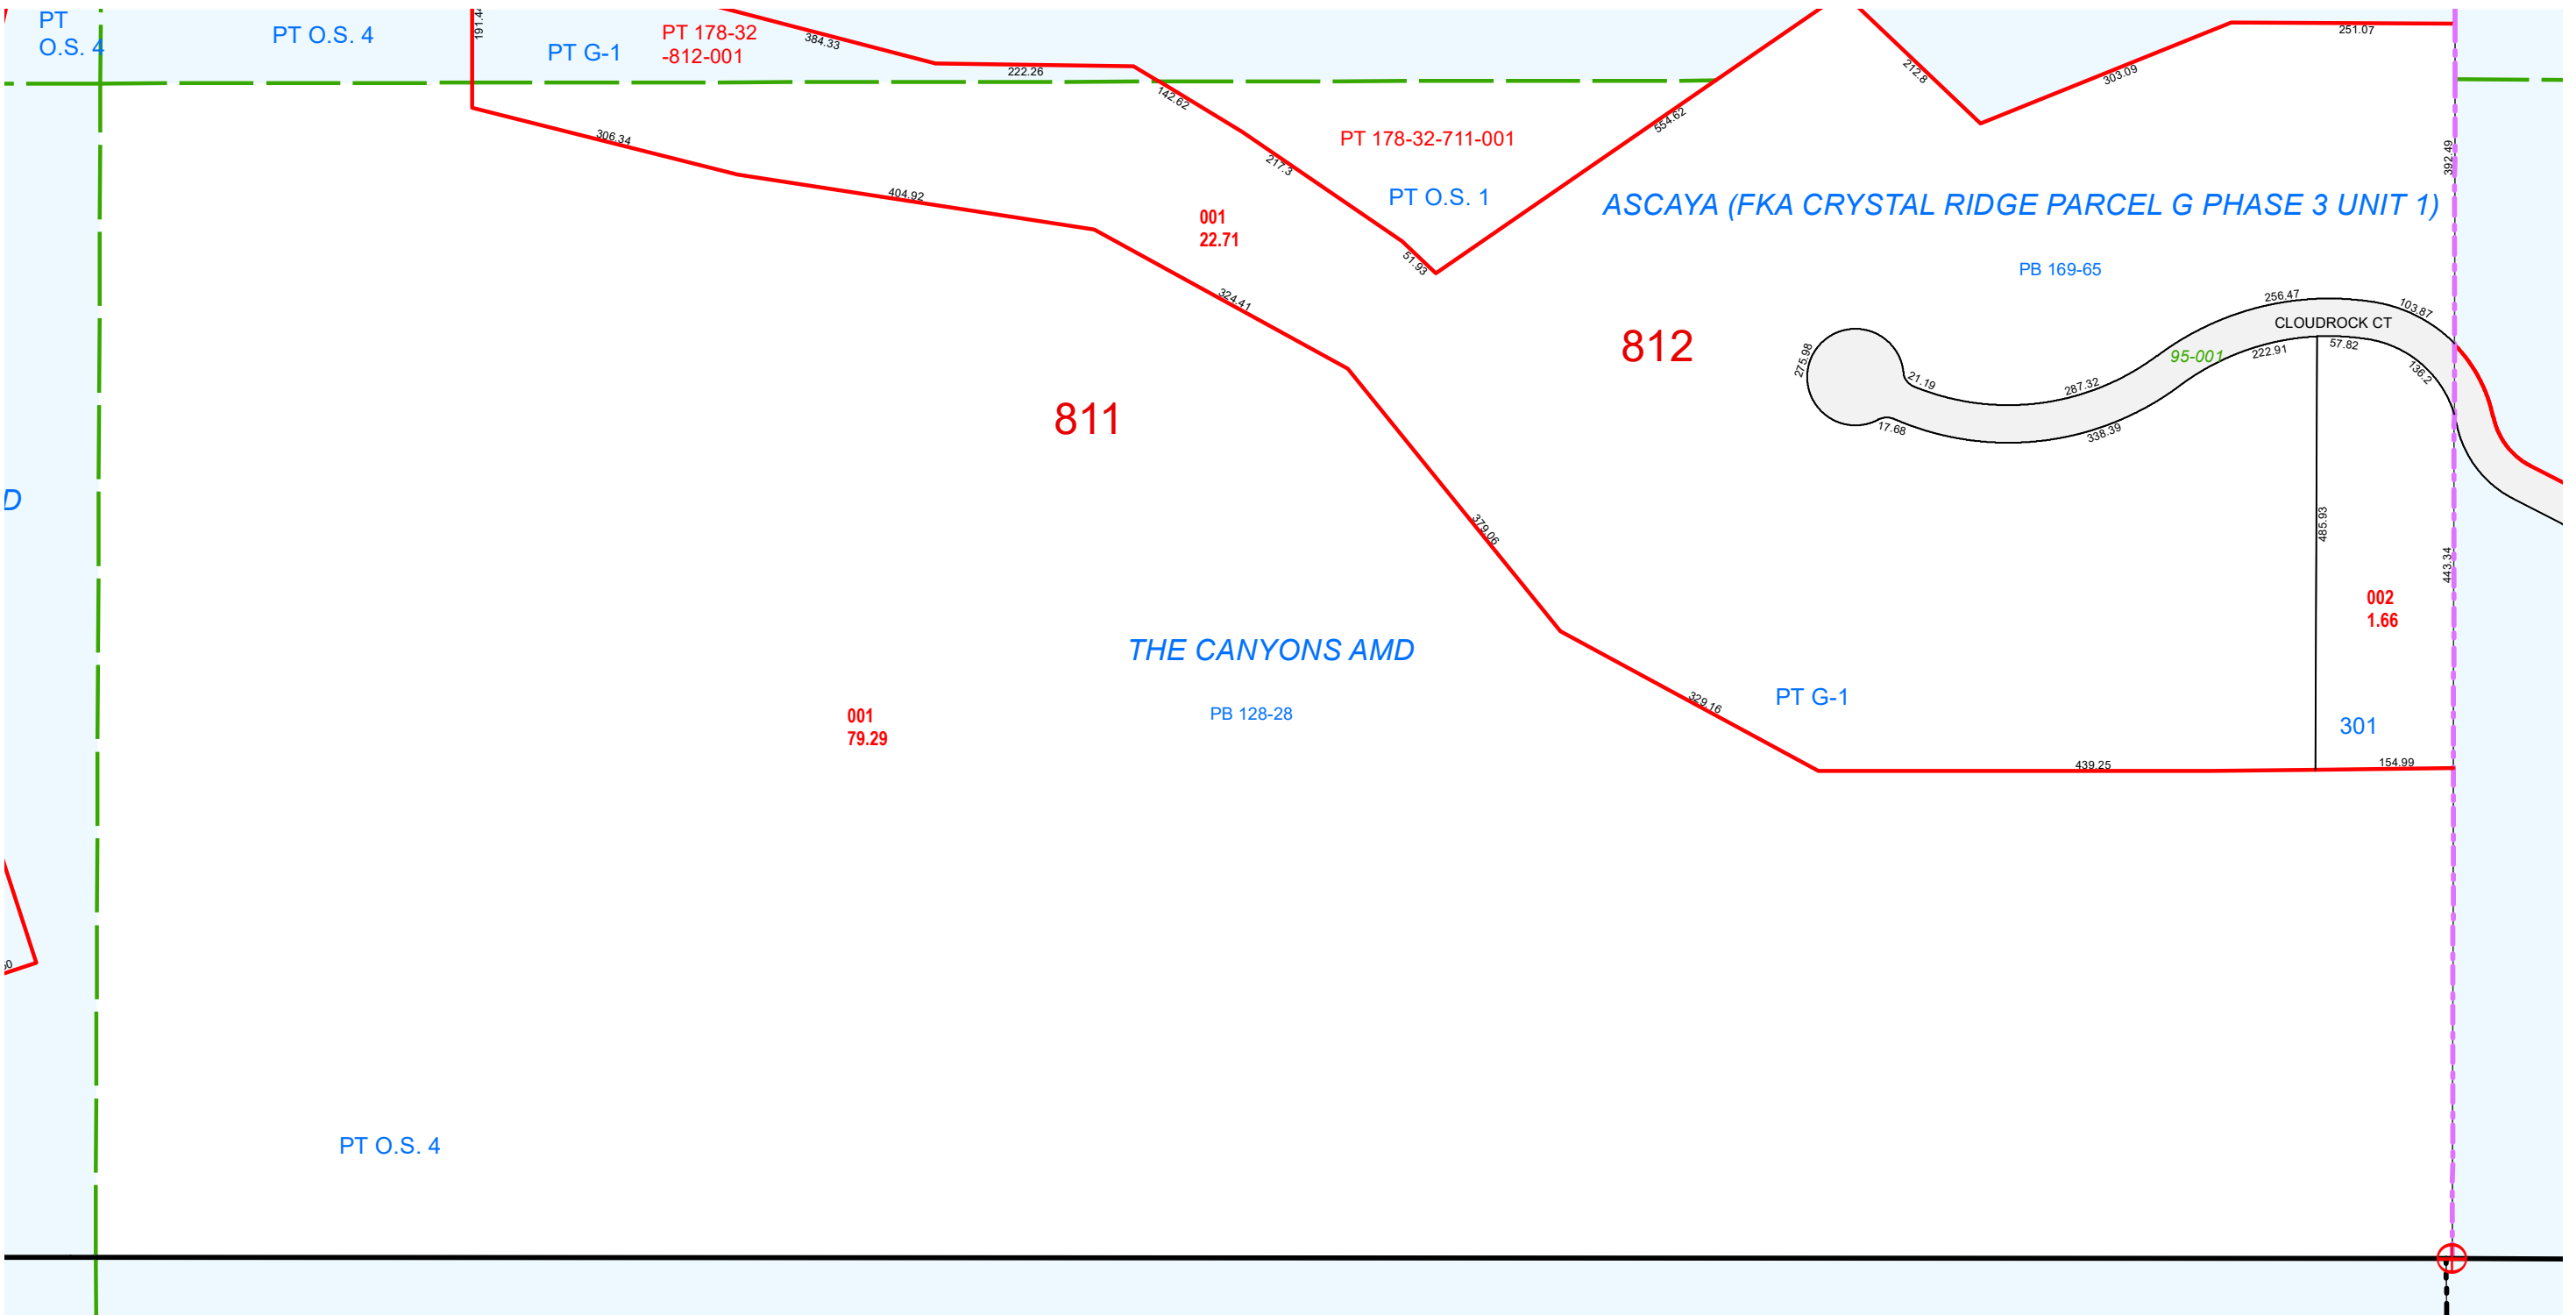 PT
O.S. 4
PT O.S. 4
191.4
PT G-1
PT 178-32
-812-001
384.33
222.26
142.62
217.3
51.93
554.62
212.8
303.09
251.07
392.49
306.34
404.92
324.41
379.06
329.16
439.25
154.99
PT 178-32-711-001
PT O.S. 1
001
22.71
ASCAYA (FKA CRYSTAL RIDGE PARCEL G PHASE 3 UNIT 1)
PB 169-65
812
811
275.98
21.19
17.68
287.32
338.39
95-001
256.47
CLOUDROCK CT
103.87
222.91
57.82
136.2
485.93
443.34
002
1.66
301
PT G-1
D
THE CANYONS AMD
PB 128-28
001
79.29
PT O.S. 4